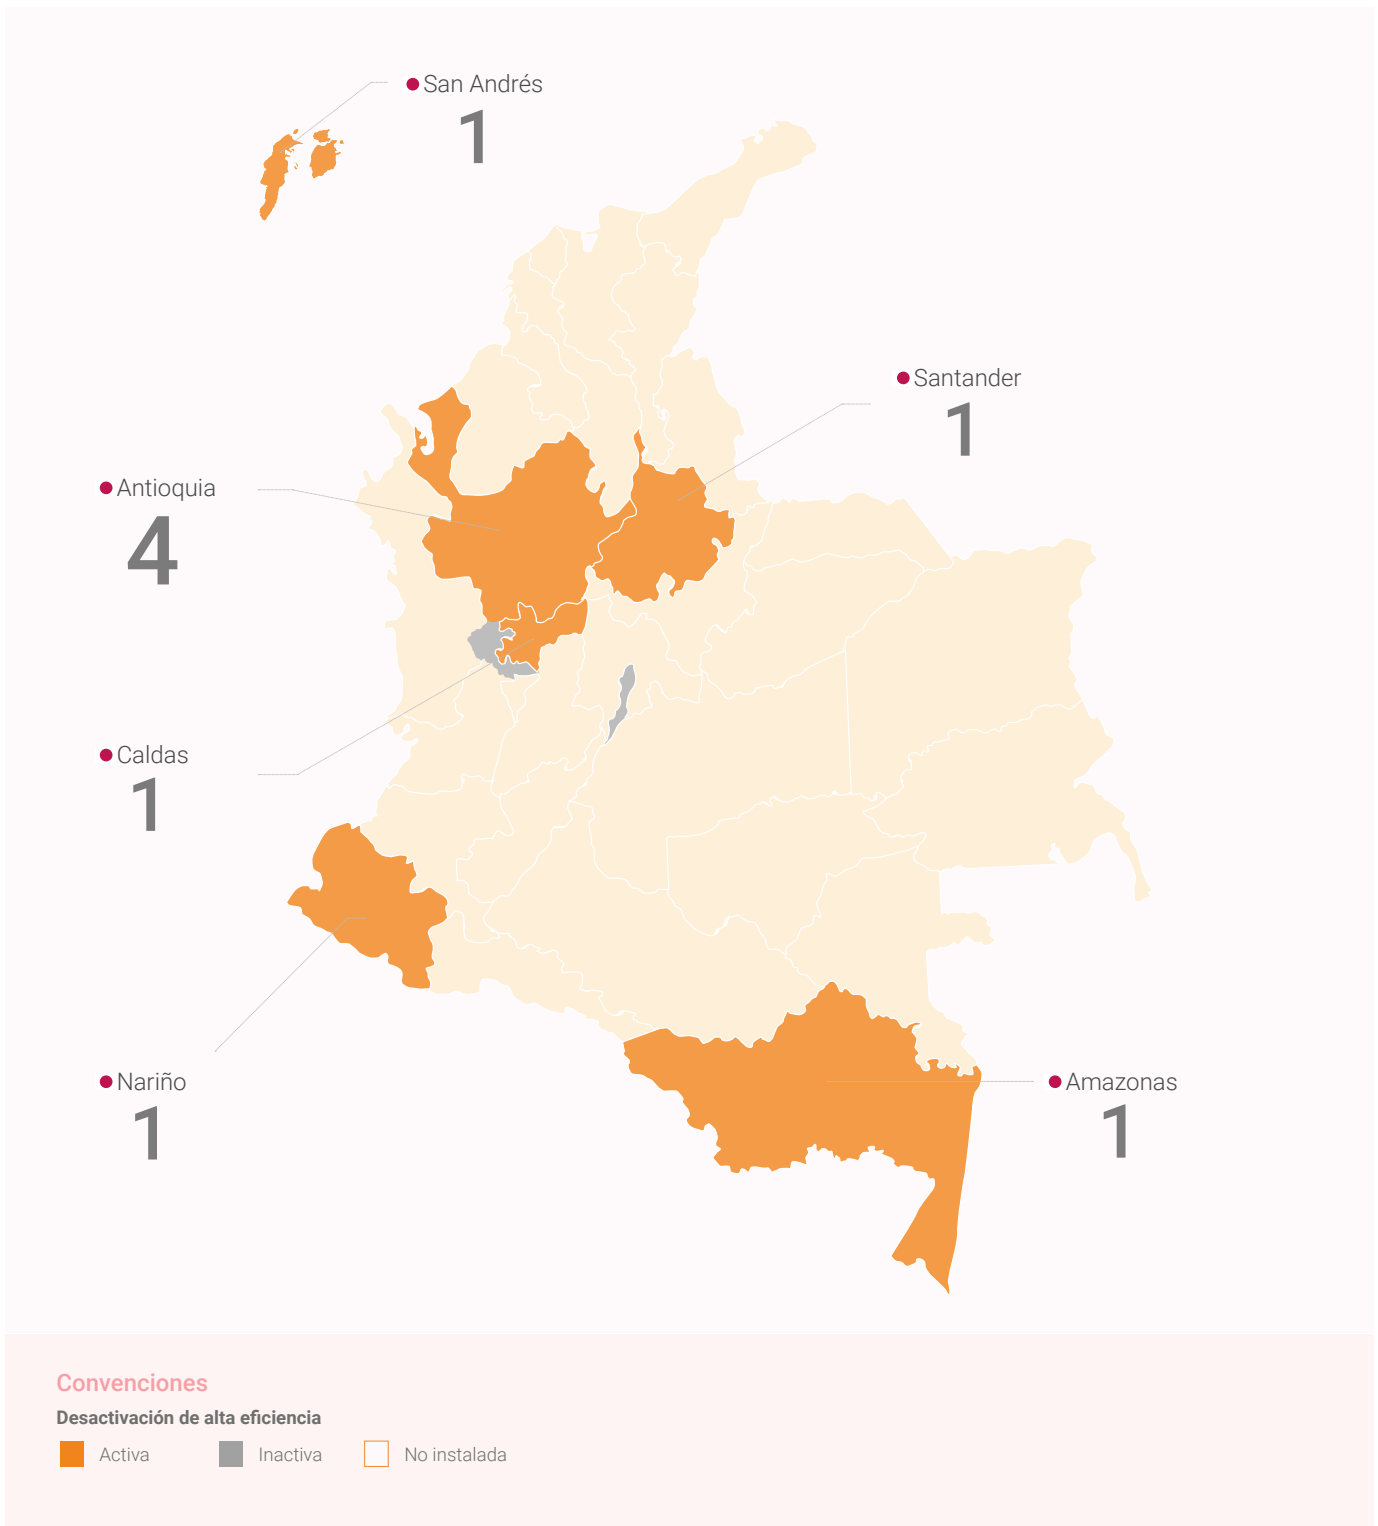 San Andrés
1
Santander
1
Antioquia
4
Caldas
1
Nariño
1
Amazonas
1
Convenciones
Desactivación de alta eficiencia
Activa
Inactiva
No instalada